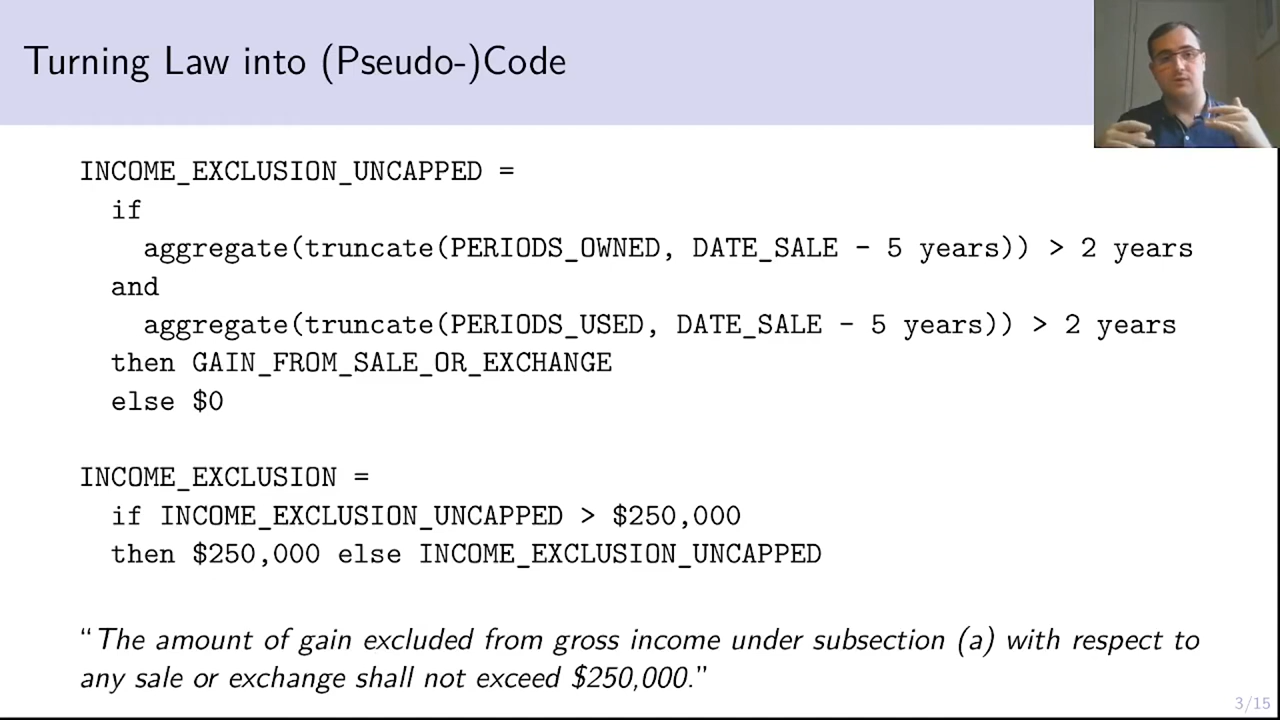 Turning Law into (Pseudo-)Code
INCOME_EXCLUSION_UNCAPPED =
if
aggregate(truncate(PERIODS_OWNED, DATE_SALE - 5 years)) > 2 years
and
aggregate(truncate(PERIODS_USED, DATE_SALE - 5 years)) > 2 years
then GAIN_FROM_SALE_OR_EXCHANGE
else $0
INCOME_EXCLUSION =
if INCOME_EXCLUSION_UNCAPPED > $250,000
then $250,000 else INCOME_EXCLUSION_UNCAPPED
“The amount of gain excluded from gross income under subsection (a) with respect to
any sale or exchange shall not exceed $250,000.”
3/15